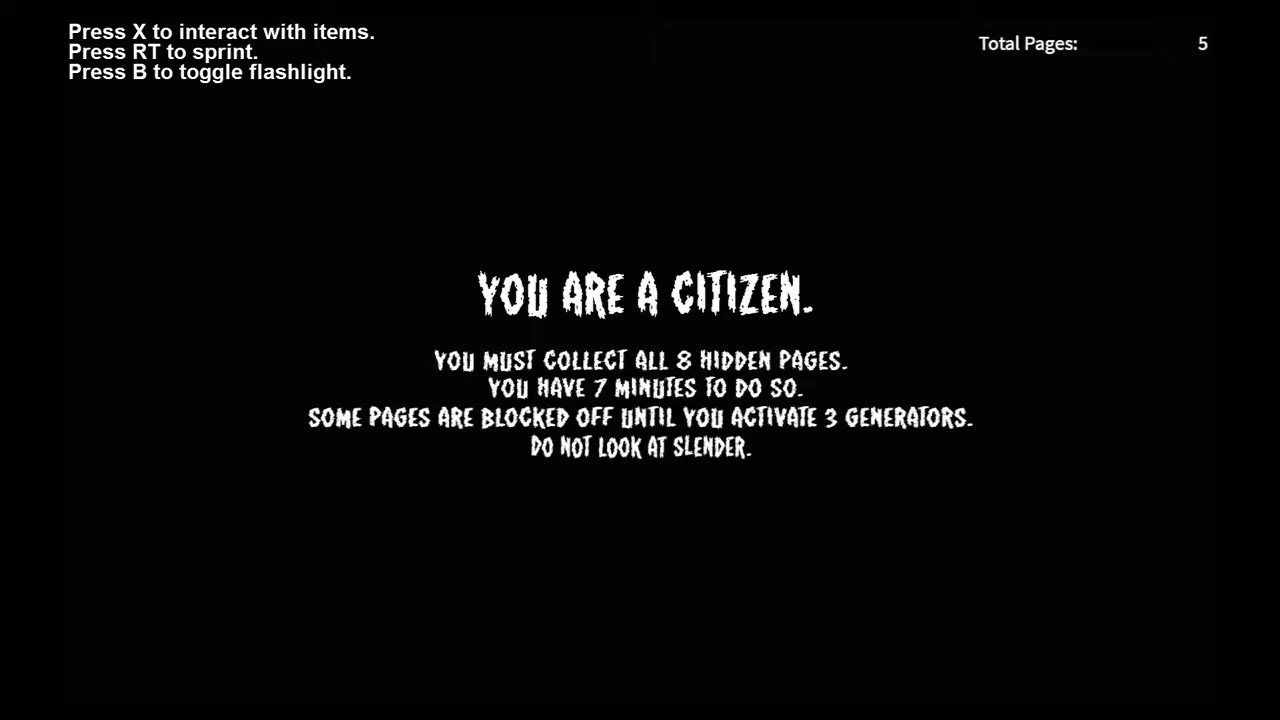 Press X to interact with items.
Press RT to sprint.
Press B to toggle flashlight.
Total Pages: 5
YOU ARE A CITIZEN.
YOU MUST COLLECT ALL 8 HIDDEN PAGES.
YOU HAVE 7 MINUTES TO DO SO.
SOME PAGES ARE BLOCKED OFF UNTIL YOU ACTIVATE 3 GENERATORS.
DO NOT LOOK AT SLENDER.